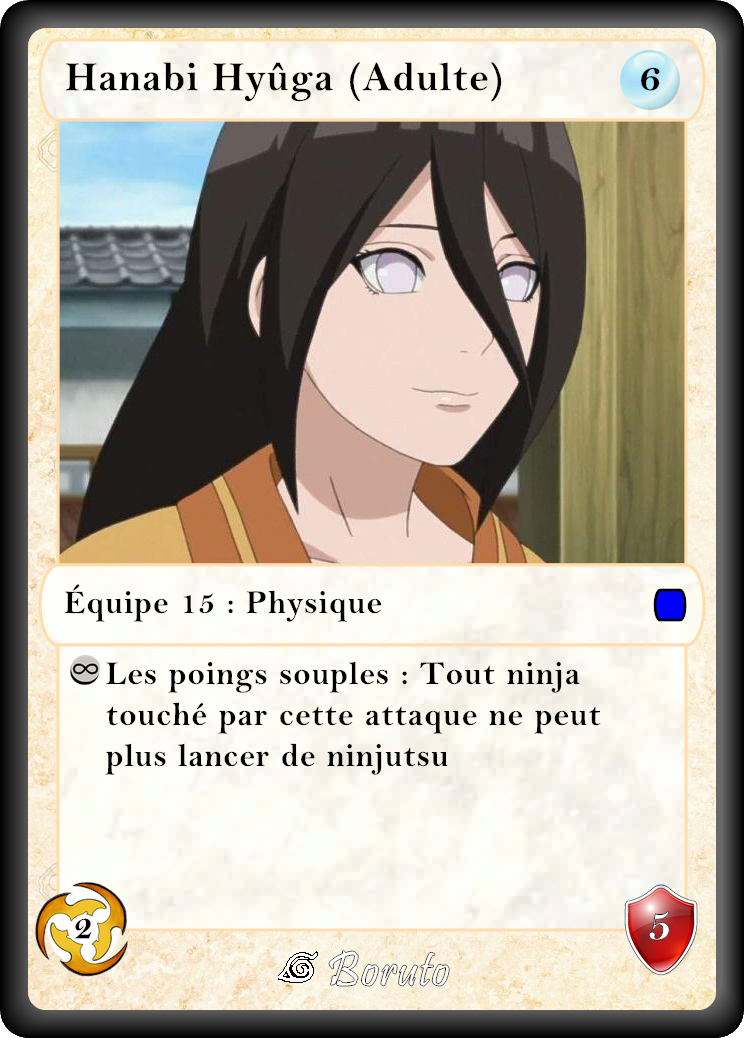 Hanabi Hyûga (Adulte)
6
Équipe 15 : Physique
∞ Les poings souples : Tout ninja
touché par cette attaque ne peut
plus lancer de ninjutsu
2
5
Boruto